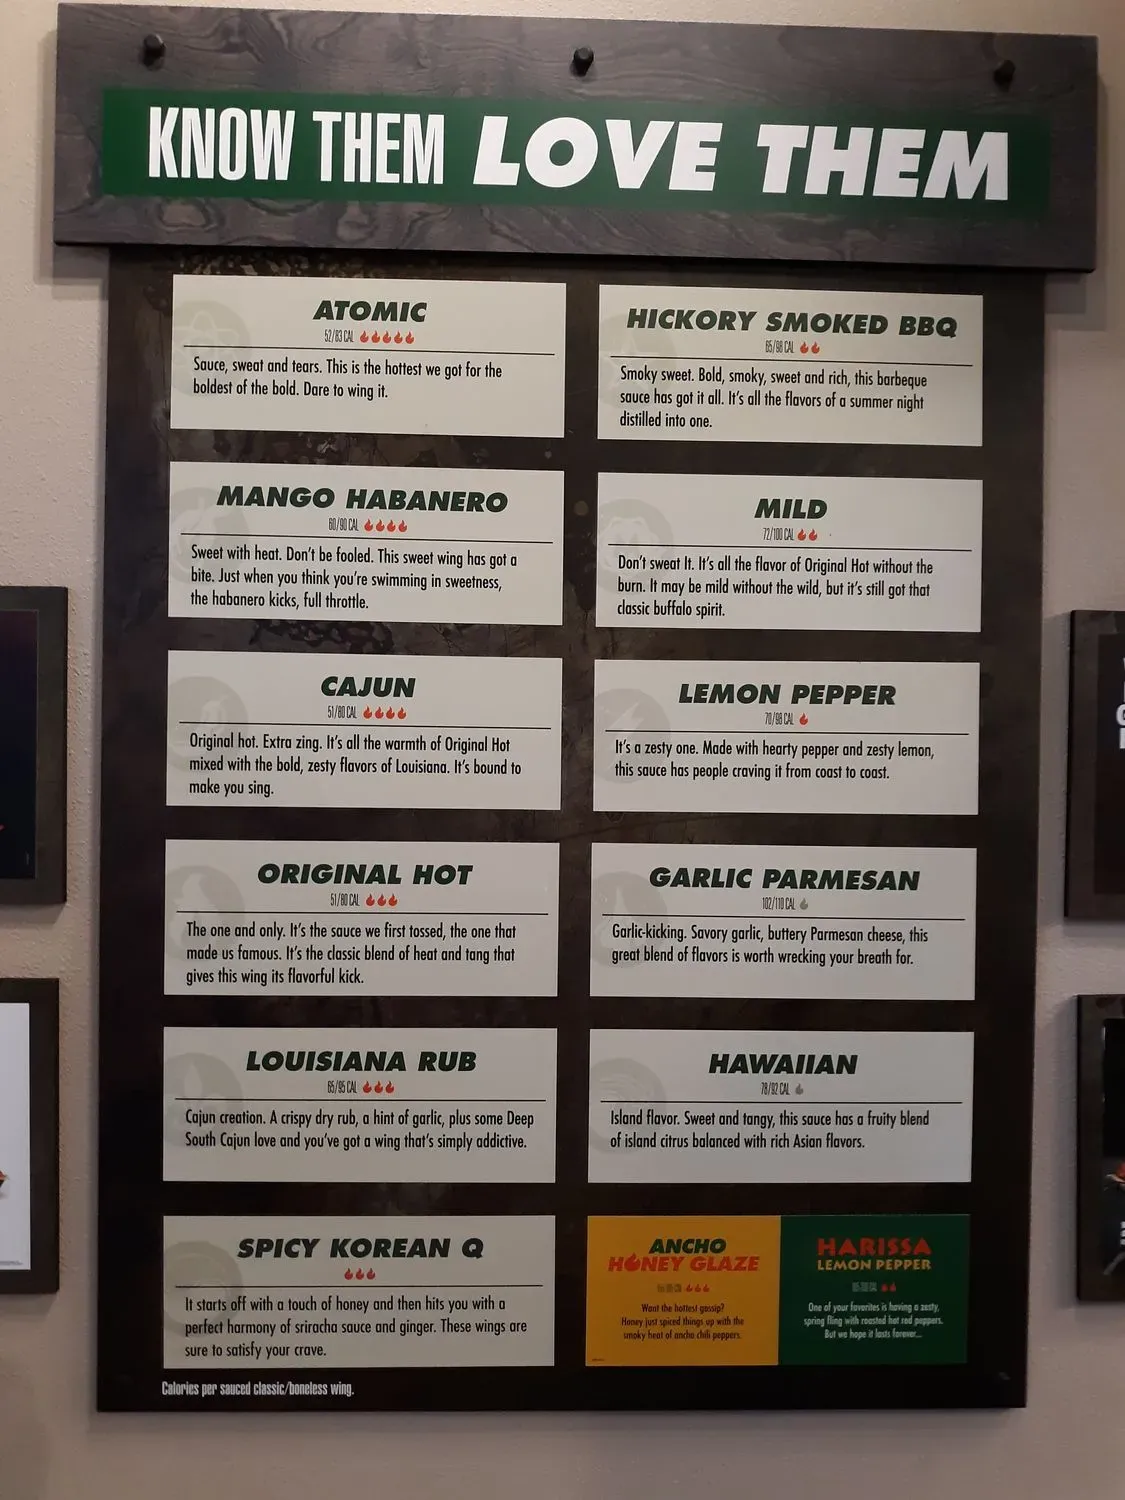 KNOW THEM LOVE THEM
ATOMIC
52/83 CAL
Sauce, sweat and tears. This is the hottest we got for the
boldest of the bold. Dare to wing it.
HICKORY SMOKED BBQ
65/98 CAL
Smoky sweet. Bold, smoky, sweet and rich, this barbeque
sauce has got it all. It's all the flavors of a summer night
distilled into one.
MANGO HABANERO
60/90 CAL
Sweet with heat. Don't be fooled. This sweet wing has got a
bite. Just when you think you're swimming in sweetness,
the habanero kicks, full throttle.
MILD
72/100 CAL
Don't sweat It. It's all the flavor of Original Hot without the
burn. It may be mild without the wild, but it's still got that
classic buffalo spirit.
CAJUN
51/80 CAL
Original hot. Extra zing. It's all the warmth of Original Hot
mixed with the bold, zesty flavors of Louisiana. It's bound to
make you sing.
LEMON PEPPER
70/98 CAL
It's a zesty one. Made with hearty pepper and zesty lemon,
this sauce has people craving it from coast to coast.
ORIGINAL HOT
51/80 CAL
The one and only. It's the sauce we first tossed, the one that
made us famous. It's the classic blend of heat and tang that
gives this wing its flavorful kick.
GARLIC PARMESAN
102/110 CAL
Garlic-kicking. Savory garlic, buttery Parmesan cheese, this
great blend of flavors is worth wrecking your breath for.
LOUISIANA RUB
65/95 CAL
Cajun creation. A crispy dry rub, a hint of garlic, plus some Deep
South Cajun love and you've got a wing that's simply addictive.
HAWAIIAN
78/92 CAL
Island flavor. Sweet and tangy, this sauce has a fruity blend
of island citrus balanced with rich Asian flavors.
SPICY KOREAN Q
It starts off with a touch of honey and then hits you with a
perfect harmony of sriracha sauce and ginger. These wings are
sure to satisfy your crave.
ANCHO
HONEY GLAZE
Want the hottest gossip?
Honey just spiced things up with the
smoky heat of ancho chili peppers.
HARISSA
LEMON PEPPER
CAL
One of your favorites is having a zesty,
spring fling with roasted hot red peppers.
But we hope it lasts forever...
Calories per sauced classic/boneless wing.